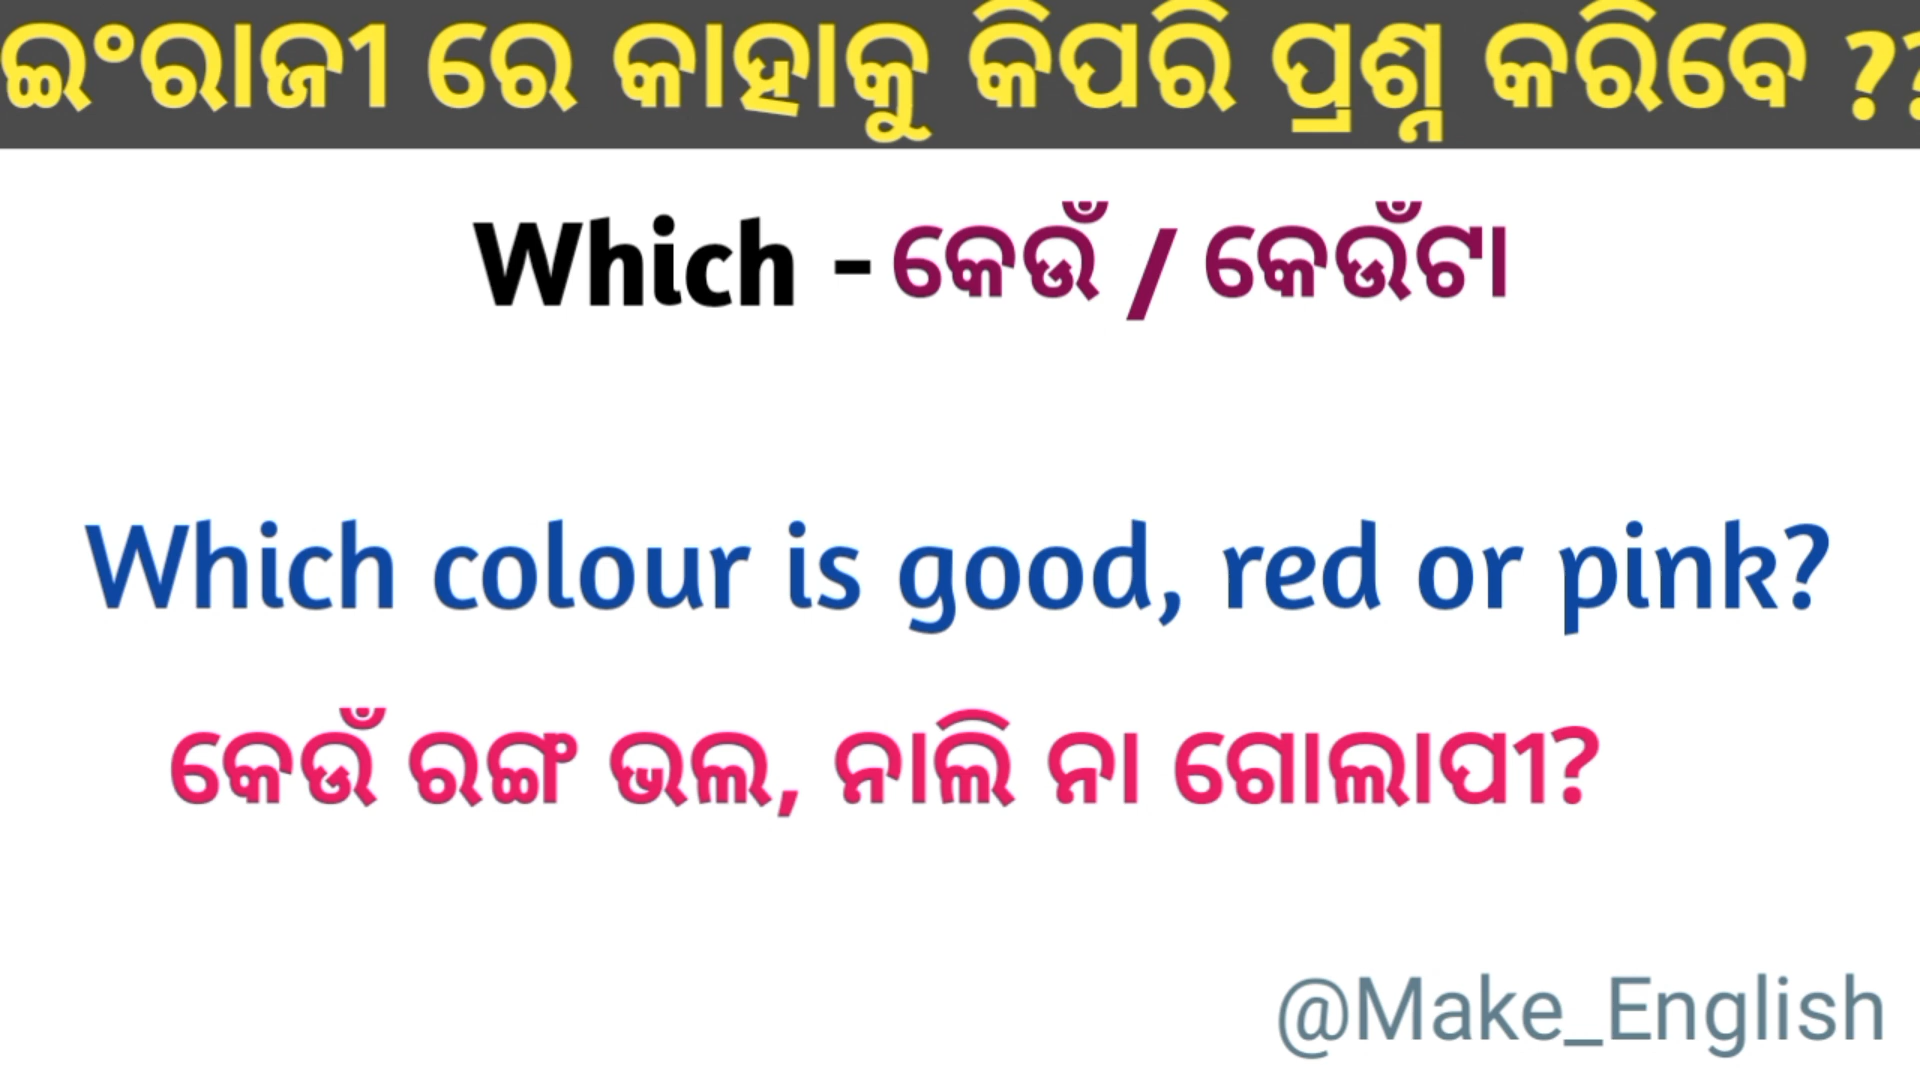 ଇଂରାଜୀ ରେ କାହାକୁ କିପରି ପ୍ରଶ୍ନ କରିବେ ??
Which - କେଉଁ / କେଉଁଟା
Which colour is good, red or pink?
କେଉଁ ରଙ୍ଗ ଭଲ, ନାଲି ନା ଗୋଲାପୀ?
@Make_English